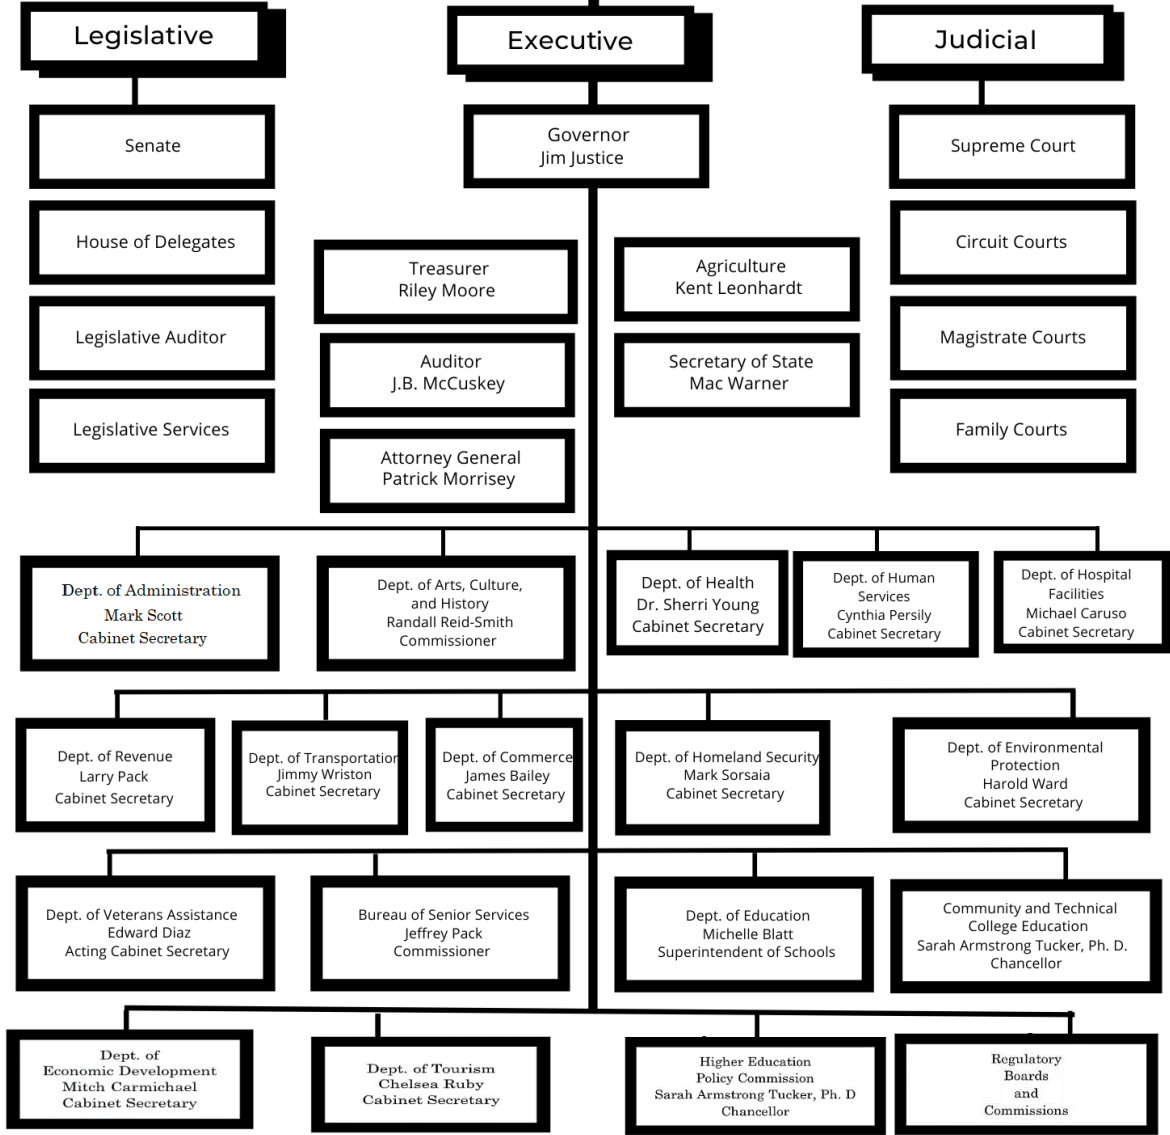 Legislative
Executive
Judicial
Senate
Governor
Jim Justice
Supreme Court
House of Delegates
Circuit Courts
Treasurer
Riley Moore
Agriculture
Kent Leonhardt
Legislative Auditor
Magistrate Courts
Auditor
J.B. McCuskey
Secretary of State
Mac Warner
Legislative Services
Family Courts
Attorney General
Patrick Morrisey
Dept. of Administration
Mark Scott
Cabinet Secretary
Dept. of Arts, Culture,
and History
Randall Reid-Smith
Commissioner
Dept. of Health
Dr. Sherri Young
Cabinet Secretary
Dept. of Human
Services
Cynthia Persily
Cabinet Secretary
Dept. of Hospital
Facilities
Michael Caruso
Cabinet Secretary
Dept. of Revenue
Larry Pack
Cabinet Secretary
Dept. of Transportation
Jimmy Wriston
Cabinet Secretary
Dept. of Commerce
James Bailey
Cabinet Secretary
Dept. of Homeland Security
Mark Sorsaia
Cabinet Secretary
Dept. of Environmental
Protection
Harold Ward
Cabinet Secretary
Dept. of Veterans Assistance
Edward Diaz
Acting Cabinet Secretary
Bureau of Senior Services
Jeffrey Pack
Commissioner
Dept. of Education
Michelle Blatt
Superintendent of Schools
Community and Technical
College Education
Sarah Armstrong Tucker, Ph. D.
Chancellor
Dept. of
Economic Development
Mitch Carmichael
Cabinet Secretary
Dept. of Tourism
Chelsea Ruby
Cabinet Secretary
Higher Education
Policy Commission
Sarah Armstrong Tucker, Ph. D
Chancellor
Regulatory
Boards
and
Commissions